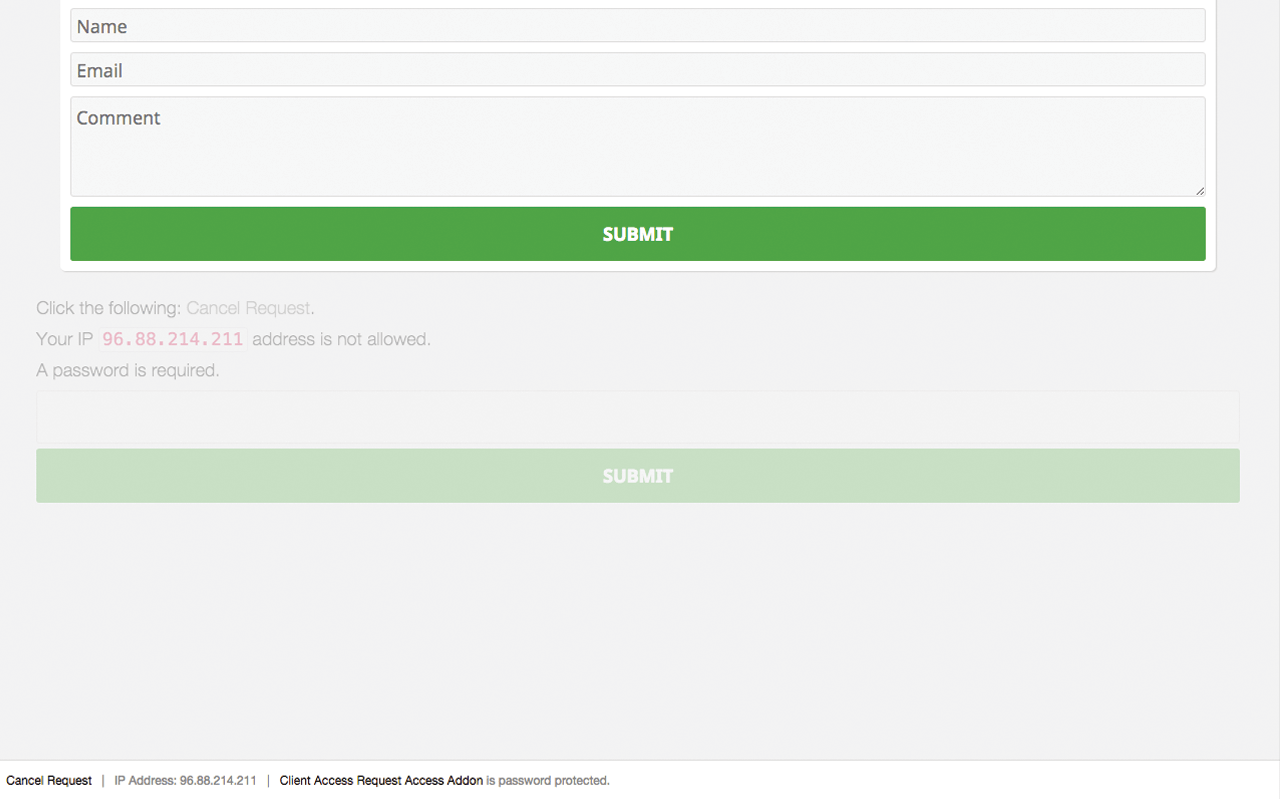 Name
Email
Comment
SUBMIT
Click the following: Cancel Request.
Your IP 96.88.214.211 address is not allowed.
A password is required.
SUBMIT
Cancel Request | IP Address: 96.88.214.211 | Client Access Request Access Addon is password protected.